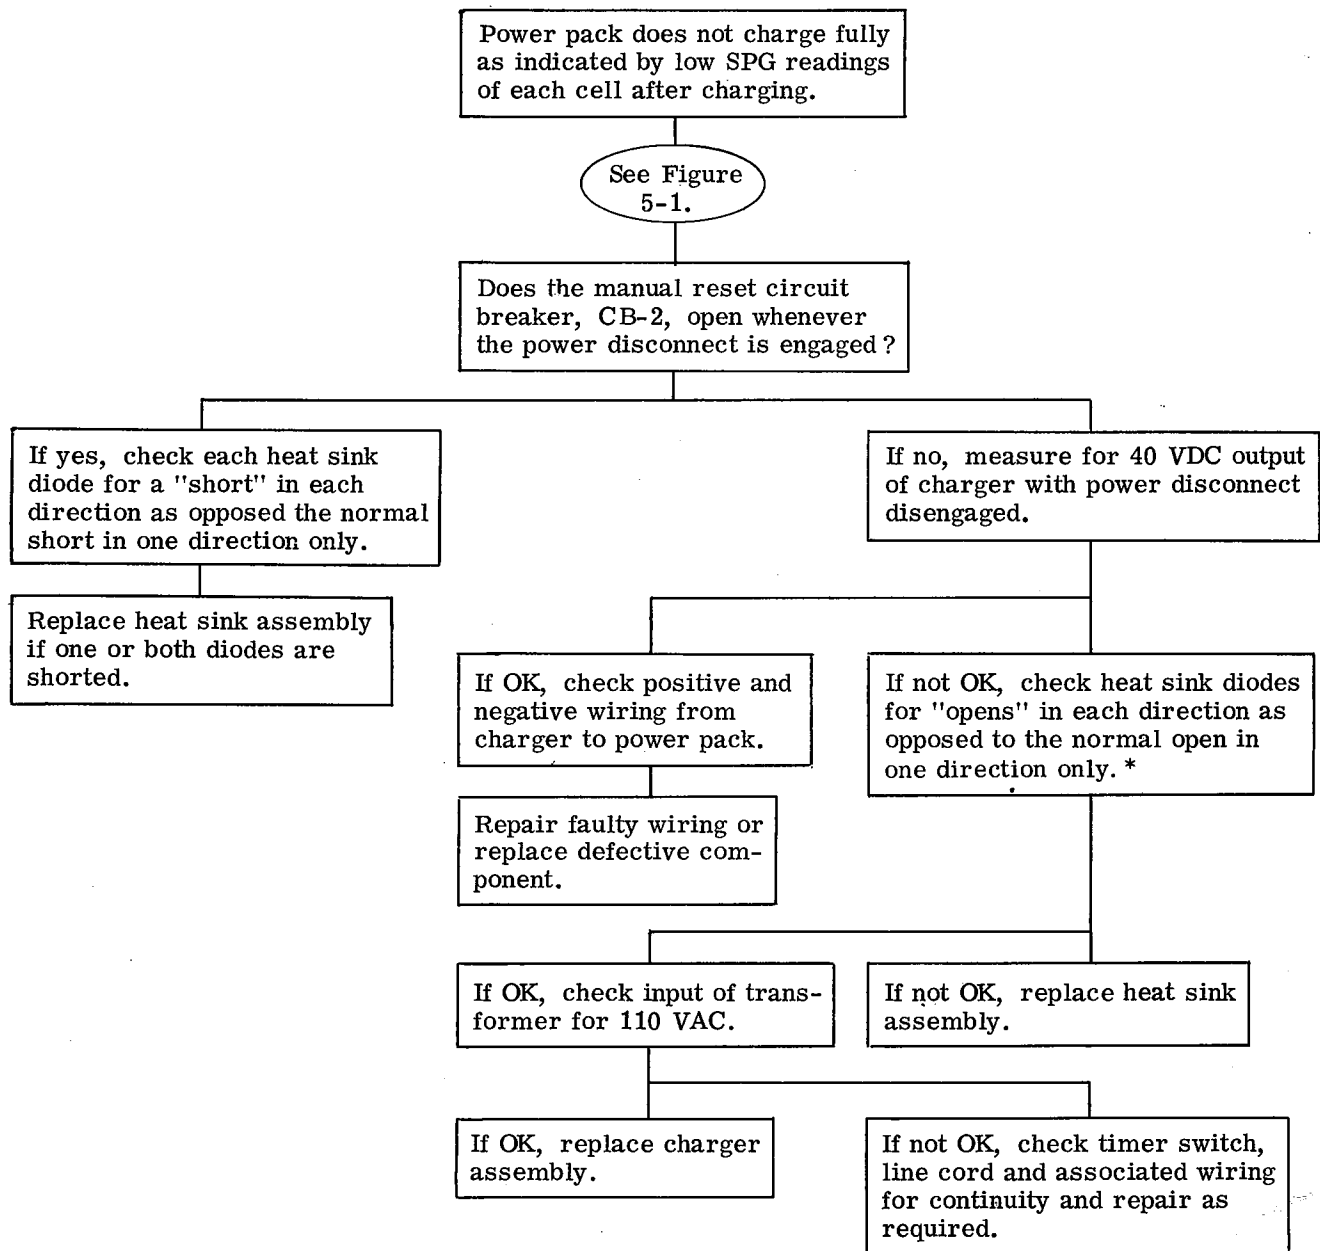 Power pack does not charge fully
as indicated by low SPG readings
of each cell after charging.
See Figure
5-1.
Does the manual reset circuit
breaker, CB-2, open whenever
the power disconnect is engaged?
If yes, check each heat sink
diode for a "short" in each
direction as opposed the normal
short in one direction only.
If no, measure for 40 VDC output
of charger with power disconnect
disengaged.
Replace heat sink assembly
if one or both diodes are
shorted.
If OK, check positive and
negative wiring from
charger to power pack.
If not OK, check heat sink diodes
for "opens" in each direction as
opposed to the normal open in
one direction only. *
Repair faulty wiring or
replace defective com-
ponent.
If OK, check input of trans-
former for 110 VAC.
If not OK, replace heat sink
assembly.
If OK, replace charger
assembly.
If not OK, check timer switch,
line cord and associated wiring
for continuity and repair as
required.